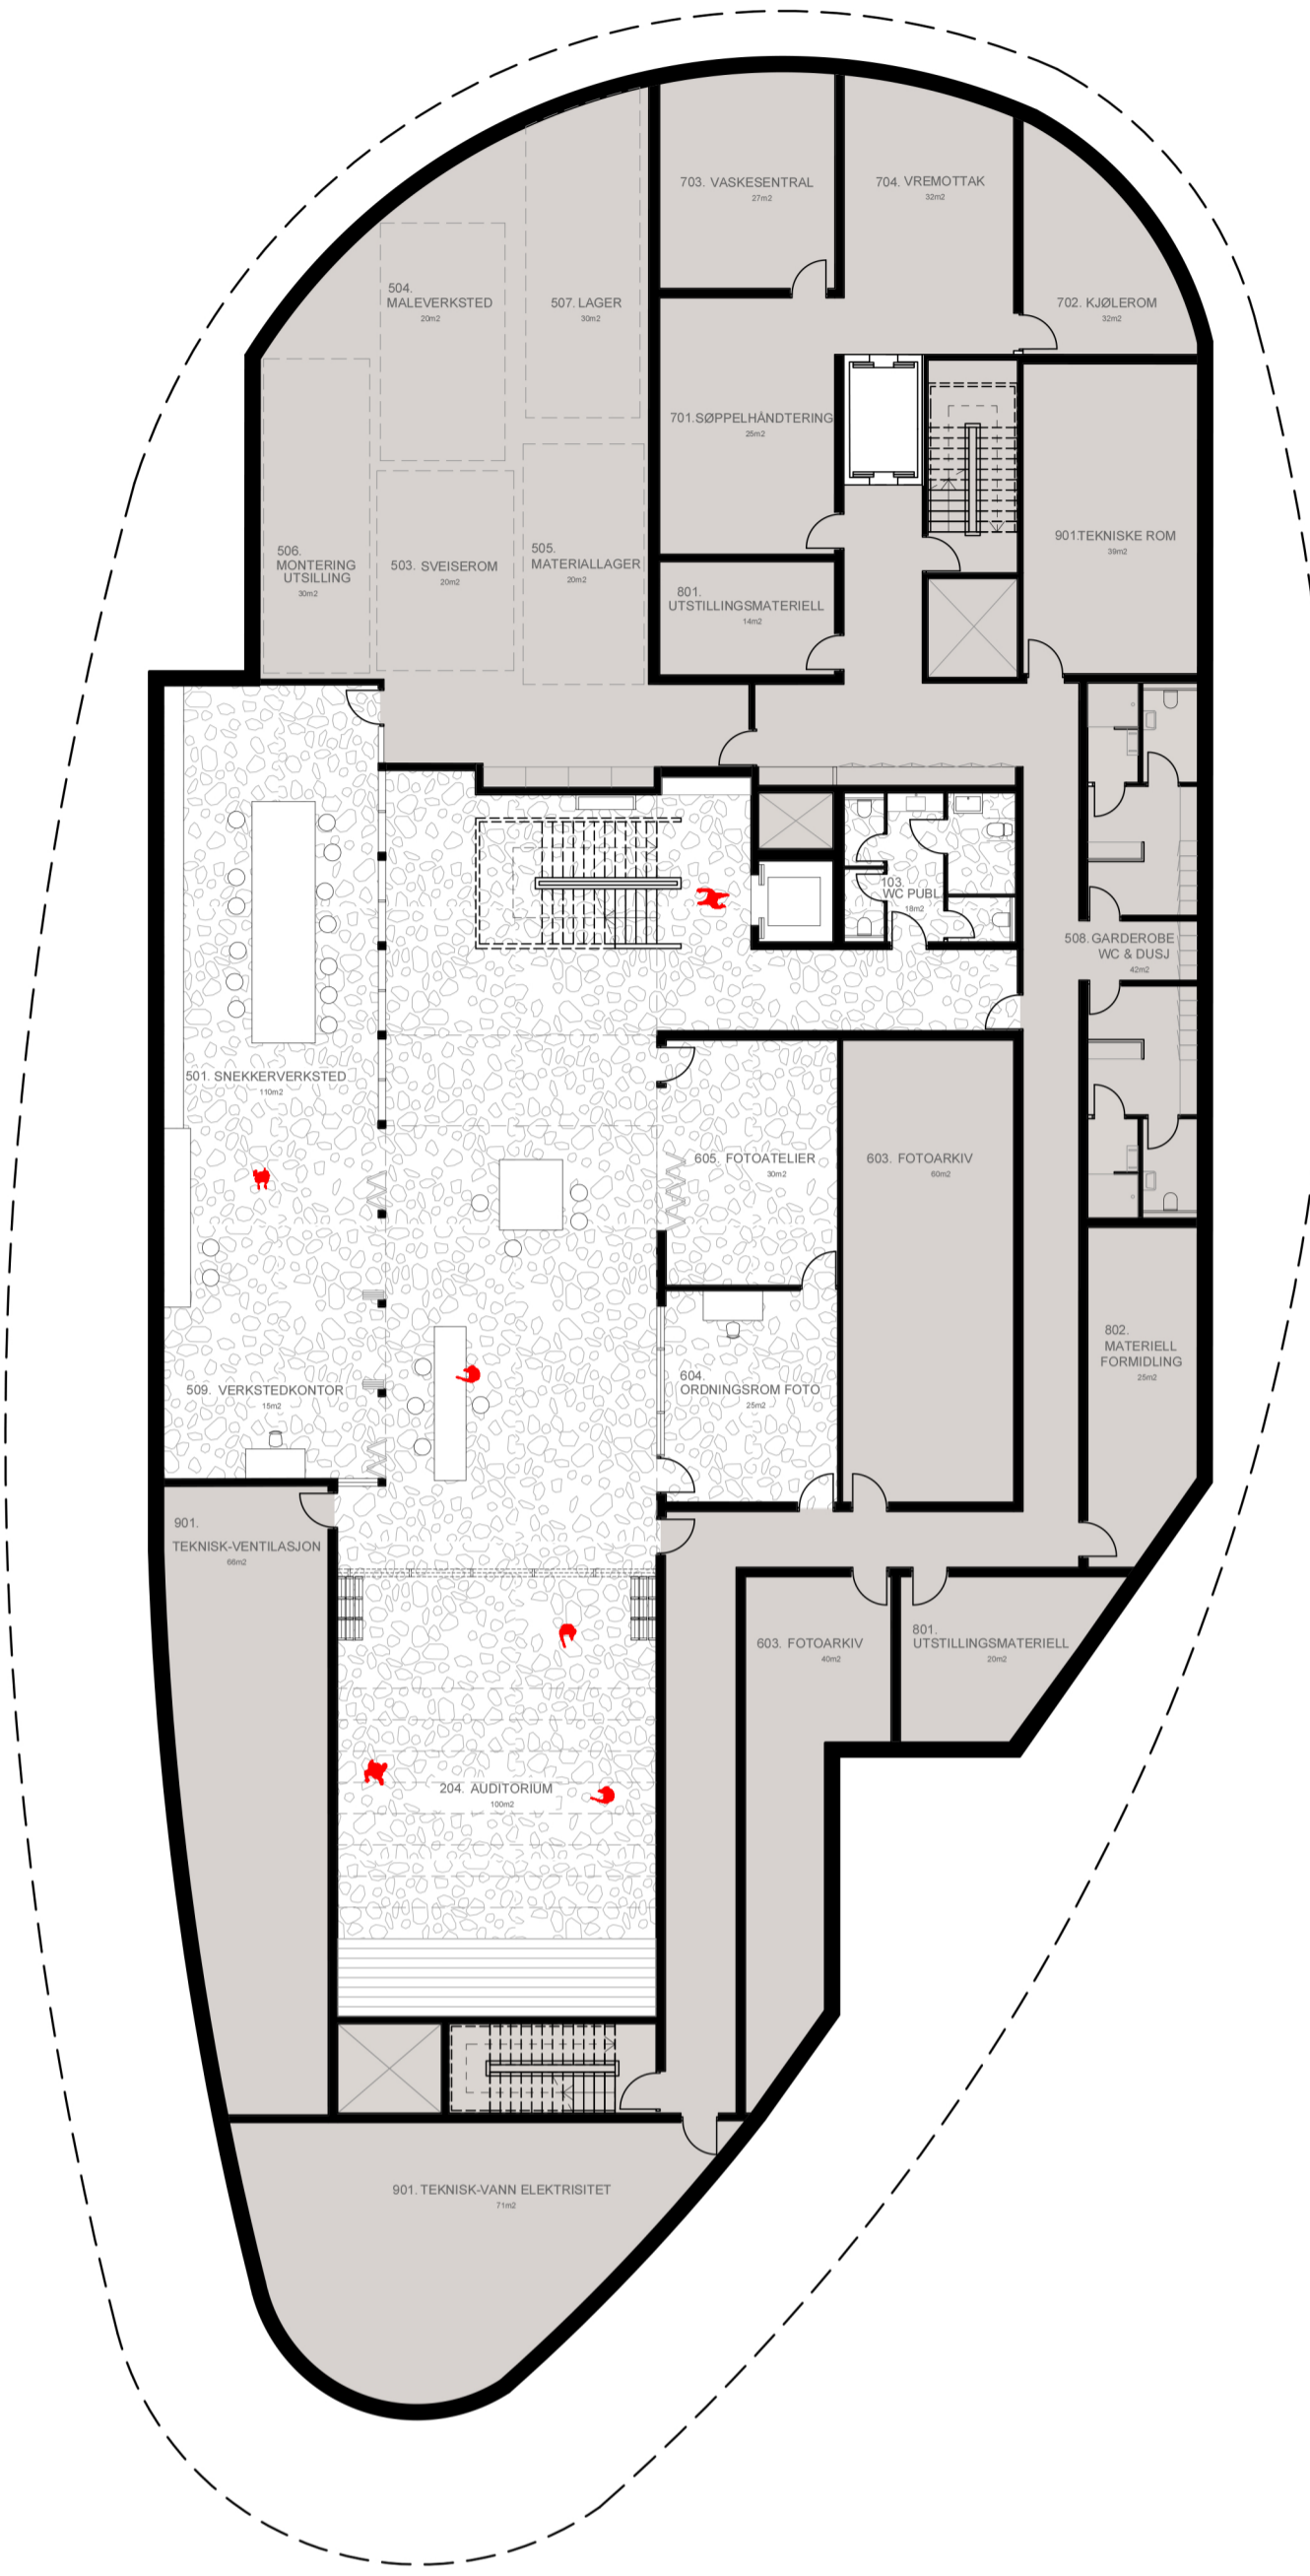 703. VASKESENTRAL
27m2
704. VREMOTTAK
32m2
504.
MALEVERKSTED
20m2
507. LAGER
30m2
702. KJØLEROM
32m2
701.SØPPELHÅNDTERING
25m2
506.
MONTERING
UTSILLING
30m2
503. SVEISEROM
20m2
505.
MATERIALLAGER
20m2
901.TEKNISKE ROM
39m2
801.
UTSTILLINGSMATERIELL
14m2
103.
WC PUBL
18m2
508. GARDEROBE
WC & DUSJ
42m2
501. SNEKKERVERKSTED
110m2
605. FOTOATELIER
30m2
603. FOTOARKIV
60m2
802.
MATERIELL
FORMIDLING
25m2
509. VERKSTEDKONTOR
15m2
604.
ORDNINGSROM FOTO
25m2
901.
TEKNISK-VENTILASJON
66m2
603. FOTOARKIV
40m2
801.
UTSTILLINGSMATERIELL
20m2
204. AUDITORIUM
100m2
901. TEKNISK-VANN ELEKTRISITET
71m2